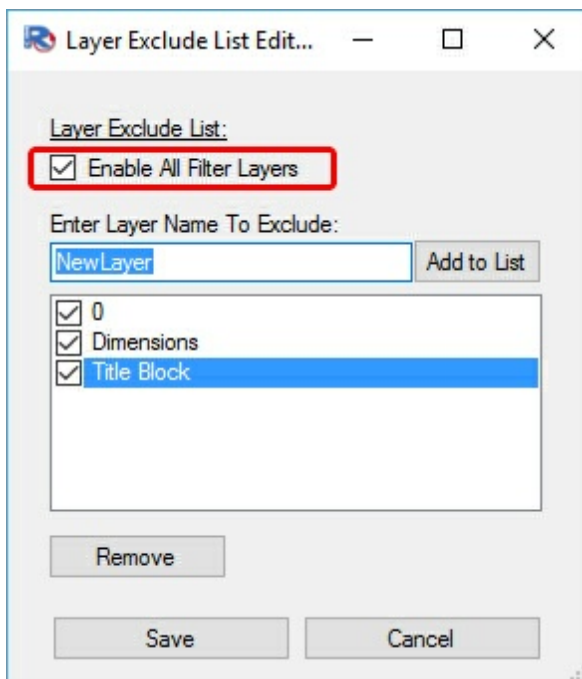 Layer Exclude List Edit...
Layer Exclude List:
Enable All Filter Layers
Enter Layer Name To Exclude:
NewLayer Add to List
0
Dimensions
Title Block
Remove
Save Cancel